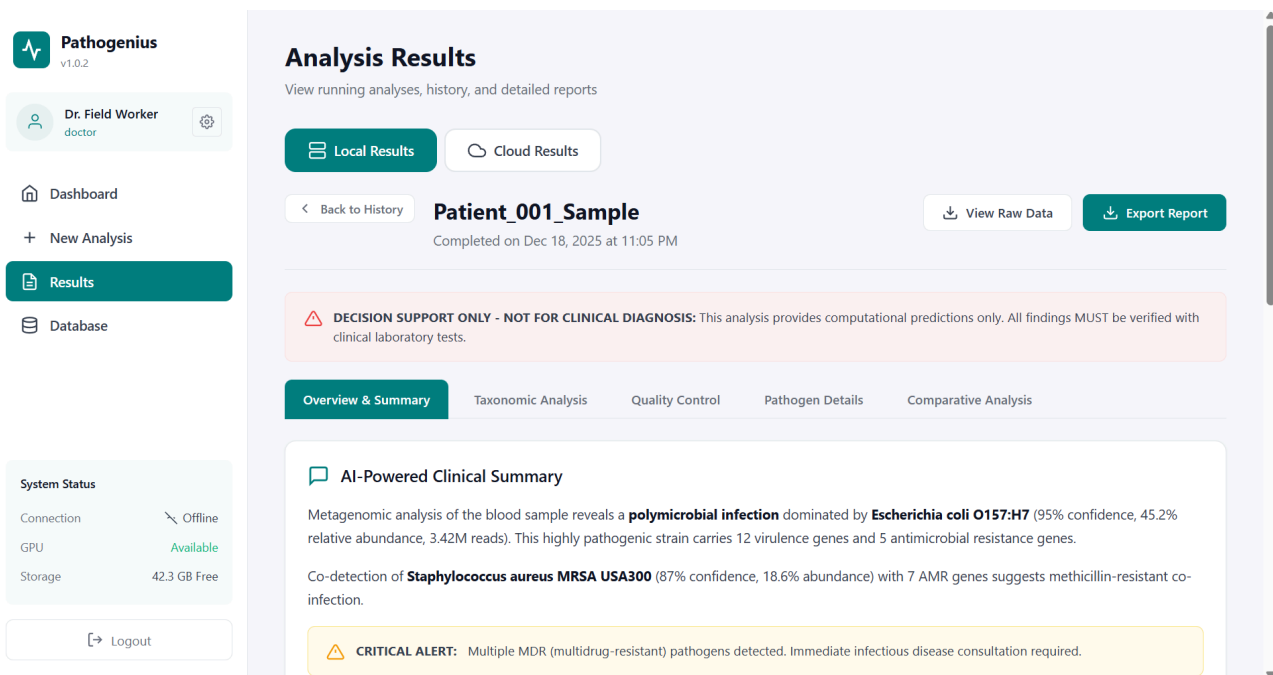 Pathogenius
v1.0.2
Dr. Field Worker
doctor
Dashboard
New Analysis
Results
Database
System Status
Connection Offline
GPU Available
Storage 42.3 GB Free
Logout
Analysis Results
View running analyses, history, and detailed reports
Local Results Cloud Results
Back to History
Patient_001_Sample
Completed on Dec 18, 2025 at 11:05 PM
View Raw Data Export Report
DECISION SUPPORT ONLY - NOT FOR CLINICAL DIAGNOSIS: This analysis provides computational predictions only. All findings MUST be verified with
clinical laboratory tests.
Overview & Summary Taxonomic Analysis Quality Control Pathogen Details Comparative Analysis
AI-Powered Clinical Summary
Metagenomic analysis of the blood sample reveals a polymicrobial infection dominated by Escherichia coli O157:H7 (95% confidence, 45.2%
relative abundance, 3.42M reads). This highly pathogenic strain carries 12 virulence genes and 5 antimicrobial resistance genes.
Co-detection of Staphylococcus aureus MRSA USA300 (87% confidence, 18.6% abundance) with 7 AMR genes suggests methicillin-resistant co-
infection.
CRITICAL ALERT: Multiple MDR (multidrug-resistant) pathogens detected. Immediate infectious disease consultation required.